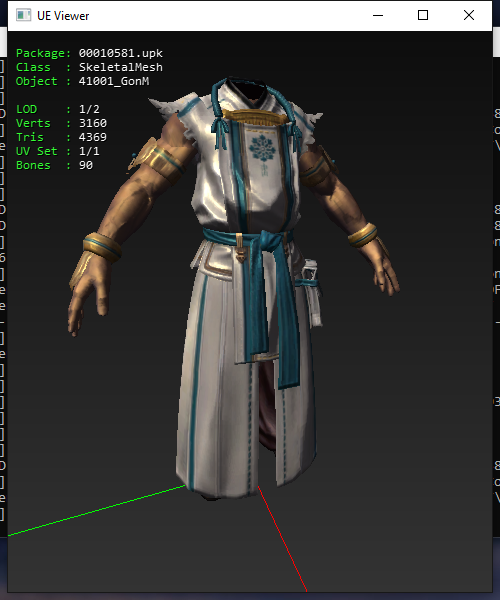 UE Viewer
Package: 00010581.upk
Class : SkeletalMesh
Object : 41001_GonM
LOD : 1/2
Verts : 3160
Tris : 4369
UV Set : 1/1
Bones : 90